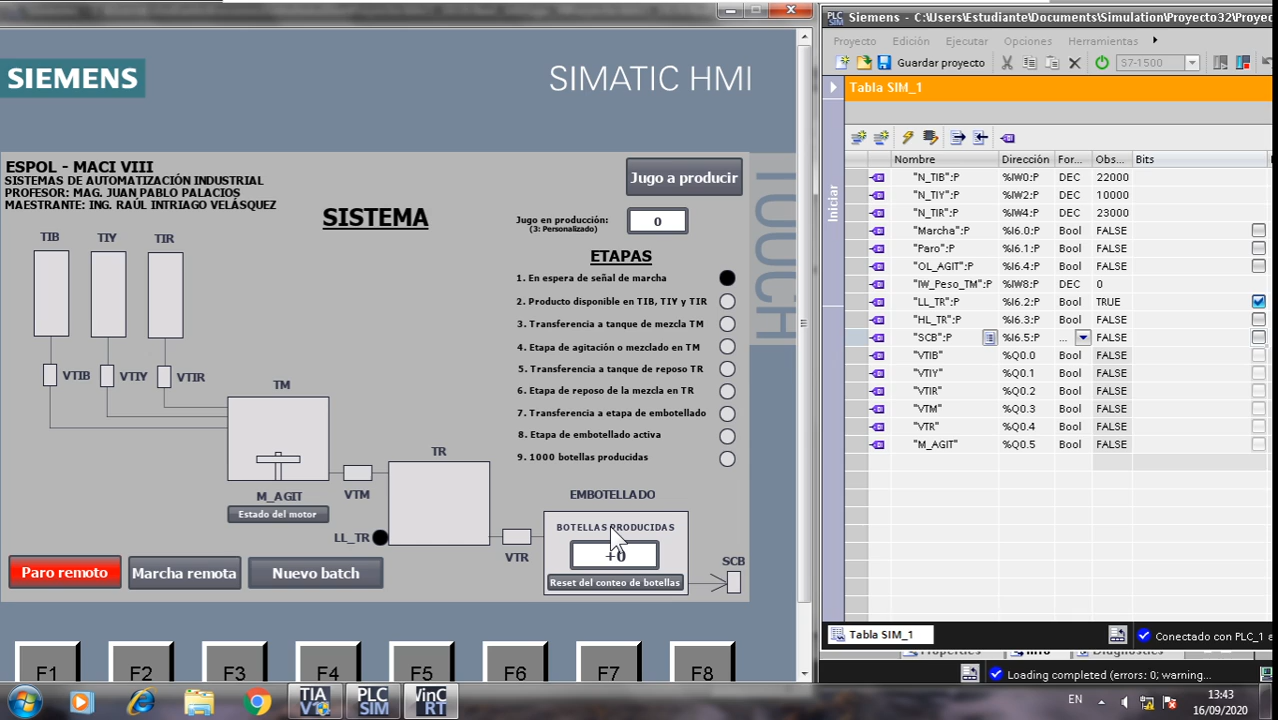 SIEMENS
SIMATIC HMI
TOUCH
ESPOL - MACI VIII
SISTEMAS DE AUTOMATIZACIÓN INDUSTRIAL
PROFESOR: MAG. JUAN PABLO PALACIOS
MAESTRANTE: ING. RAÚL INTRIAGO VELÁSQUEZ
SISTEMA
Jugo a producir
Jugo en producción:
(3: Personalizado)
0
ETAPAS
1. En espera de señal de marcha
2. Producto disponible en TIB, TIY y TIR
3. Transferencia a tanque de mezcla TM
4. Etapa de agitación o mezclado en TM
5. Transferencia a tanque de reposo TR
6. Etapa de reposo de la mezcla en TR
7. Transferencia a etapa de embotellado
8. Etapa de embotellado activa
9. 1000 botellas producidas
TIB TIY TIR
VTIB VTIY VTIR
TM
TR
M_AGIT
VTM
Estado del motor
LL_TR
VTR
EMBOTELLADO
BOTELLAS PRODUCIDAS
+0
Reset del conteo de botellas
SCB
Paro remoto
Marcha remota
Nuevo batch
F1 F2 F3 F4 F5 F6 F7 F8
PLC SIM
Siemens - C:\Users\Estudiante\Documents\Simulation\Proyecto32\Proyec
Proyecto Edición Ejecutar Opciones Herramientas
Guardar proyecto
S7-1500
Tabla SIM_1
Iniciar
Nombre Dirección For... Obs... Bits
"N_TIB":P %IW0:P DEC 22000
"N_TIY":P %IW2:P DEC 10000
"N_TIR":P %IW4:P DEC 23000
"Marcha":P %I6.0:P Bool FALSE
"Paro":P %I6.1:P Bool FALSE
"OL_AGIT":P %I6.4:P Bool FALSE
"IW_Peso_TM":P %IW8:P DEC 0
"LL_TR":P %I6.2:P Bool TRUE
"HL_TR":P %I6.3:P Bool FALSE
"SCB":P %I6.5:P ... FALSE
"VTIB" %Q0.0 Bool FALSE
"VTIY" %Q0.1 Bool FALSE
"VTIR" %Q0.2 Bool FALSE
"VTM" %Q0.3 Bool FALSE
"VTR" %Q0.4 Bool FALSE
"M_AGIT" %Q0.5 Bool FALSE
Tabla SIM_1
Conectado con PLC_1 a
Properties Info Diagnostics
Loading completed (errors: 0; warning...
TIA
PLC SIM
WinCC RT
EN
13:43
16/09/2020